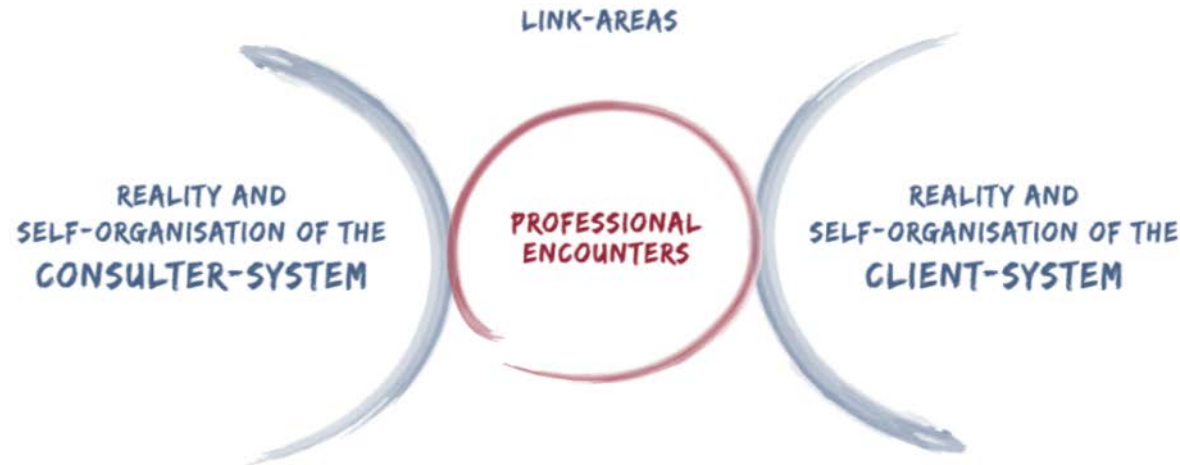 LINK-AREAS
REALITY AND
SELF-ORGANISATION OF THE
CONSULTER-SYSTEM
PROFESSIONAL
ENCOUNTERS
REALITY AND
SELF-ORGANISATION OF THE
CLIENT-SYSTEM